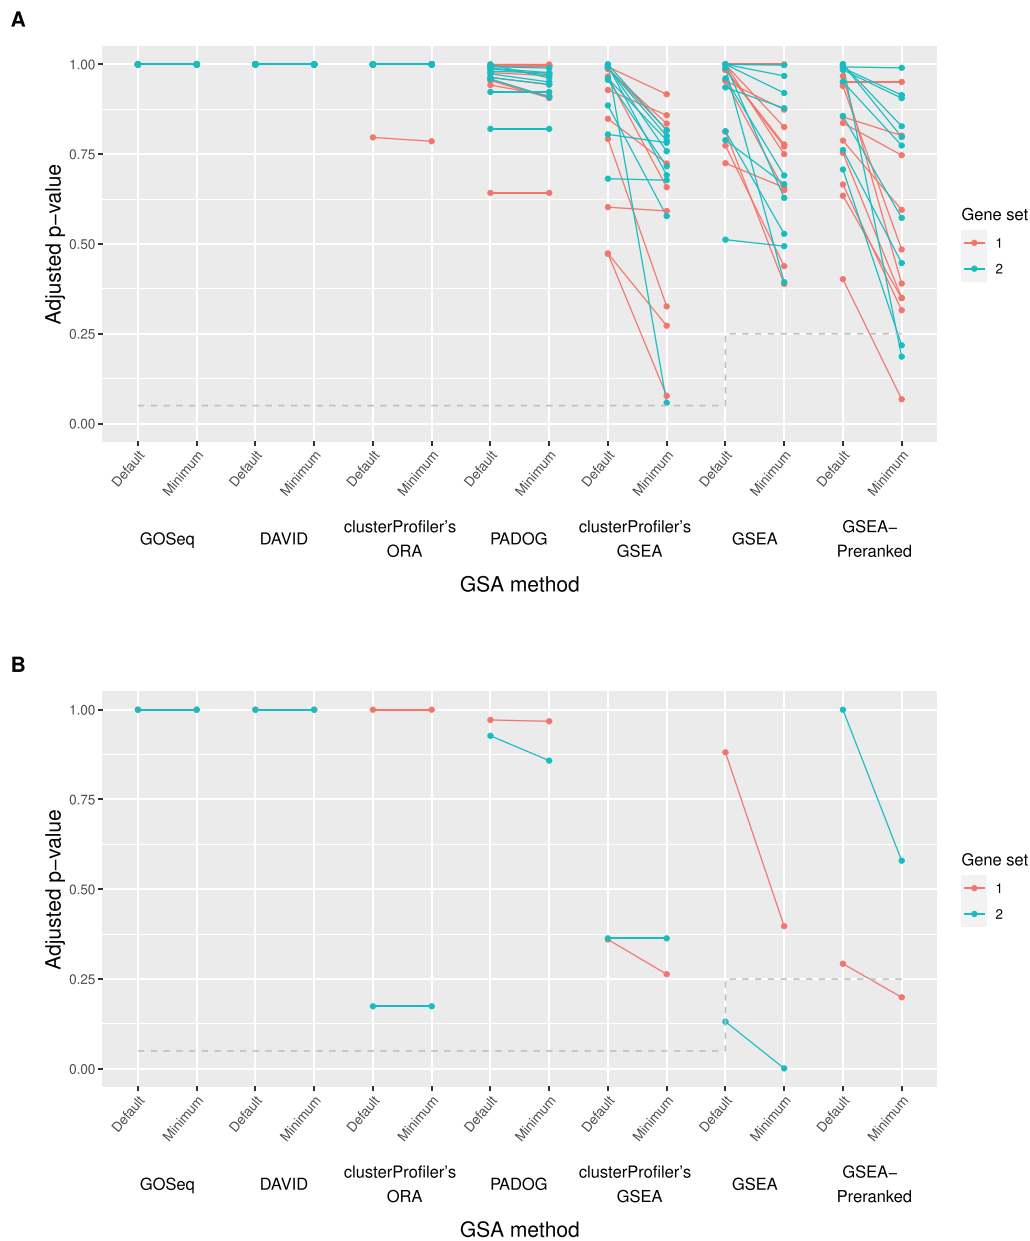 A
Adjusted p−value
1.00
0.75
0.50
0.25
0.00
Default Minimum Default Minimum Default Minimum Default Minimum Default Minimum Default Minimum Default Minimum
GOSeq DAVID clusterProfiler's ORA PADOG clusterProfiler's GSEA GSEA GSEA− Preranked
GSA method
Gene set
1
2
B
Adjusted p−value
1.00
0.75
0.50
0.25
0.00
Default Minimum Default Minimum Default Minimum Default Minimum Default Minimum Default Minimum Default Minimum
GOSeq DAVID clusterProfiler's ORA PADOG clusterProfiler's GSEA GSEA GSEA− Preranked
GSA method
Gene set
1
2